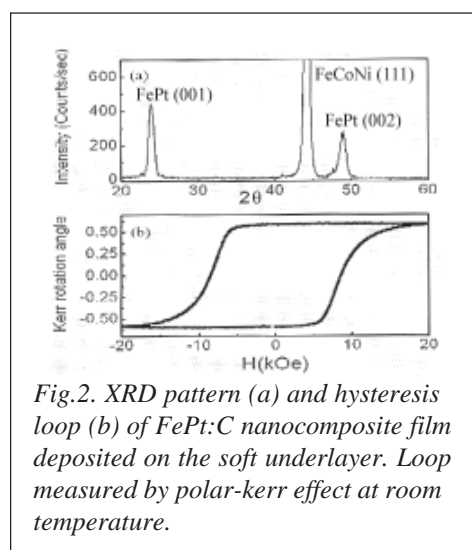 600
400
200
0
Intensity (Counts/sec)
(a)
FePt (001)
FeCoNi (111)
FePt (002)
20 30 40 50 60
2θ
0.50
0.25
0.00
-0.25
-0.50
Kerr rotation angle
(b)
-20 -10 0 10 20
H(kOe)
Fig.2. XRD pattern (a) and hysteresis
loop (b) of FePt:C nanocomposite film
deposited on the soft underlayer. Loop
measured by polar-kerr effect at room
temperature.